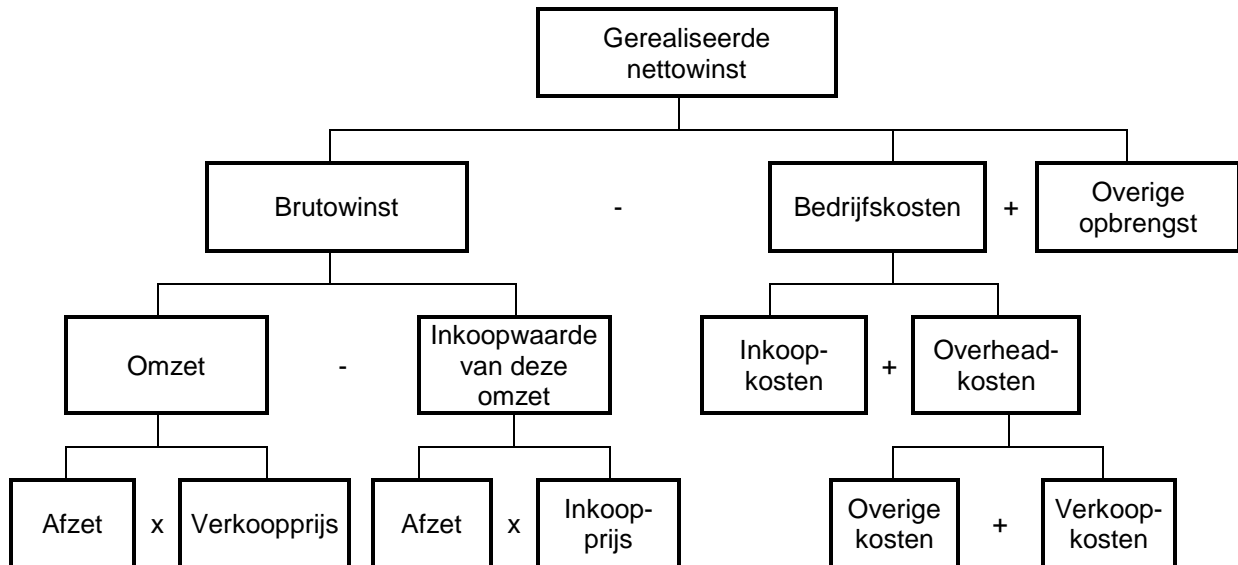 Gerealiseerde
nettowinst
Brutowinst
-
Bedrijfskosten
+
Overige
opbrengst
Omzet
-
Inkoopwaarde
van deze
omzet
Inkoop-
kosten
+
Overhead-
kosten
Afzet
x
Verkoopprijs
Afzet
x
Inkoop-
prijs
Overige
kosten
+
Verkoop-
kosten